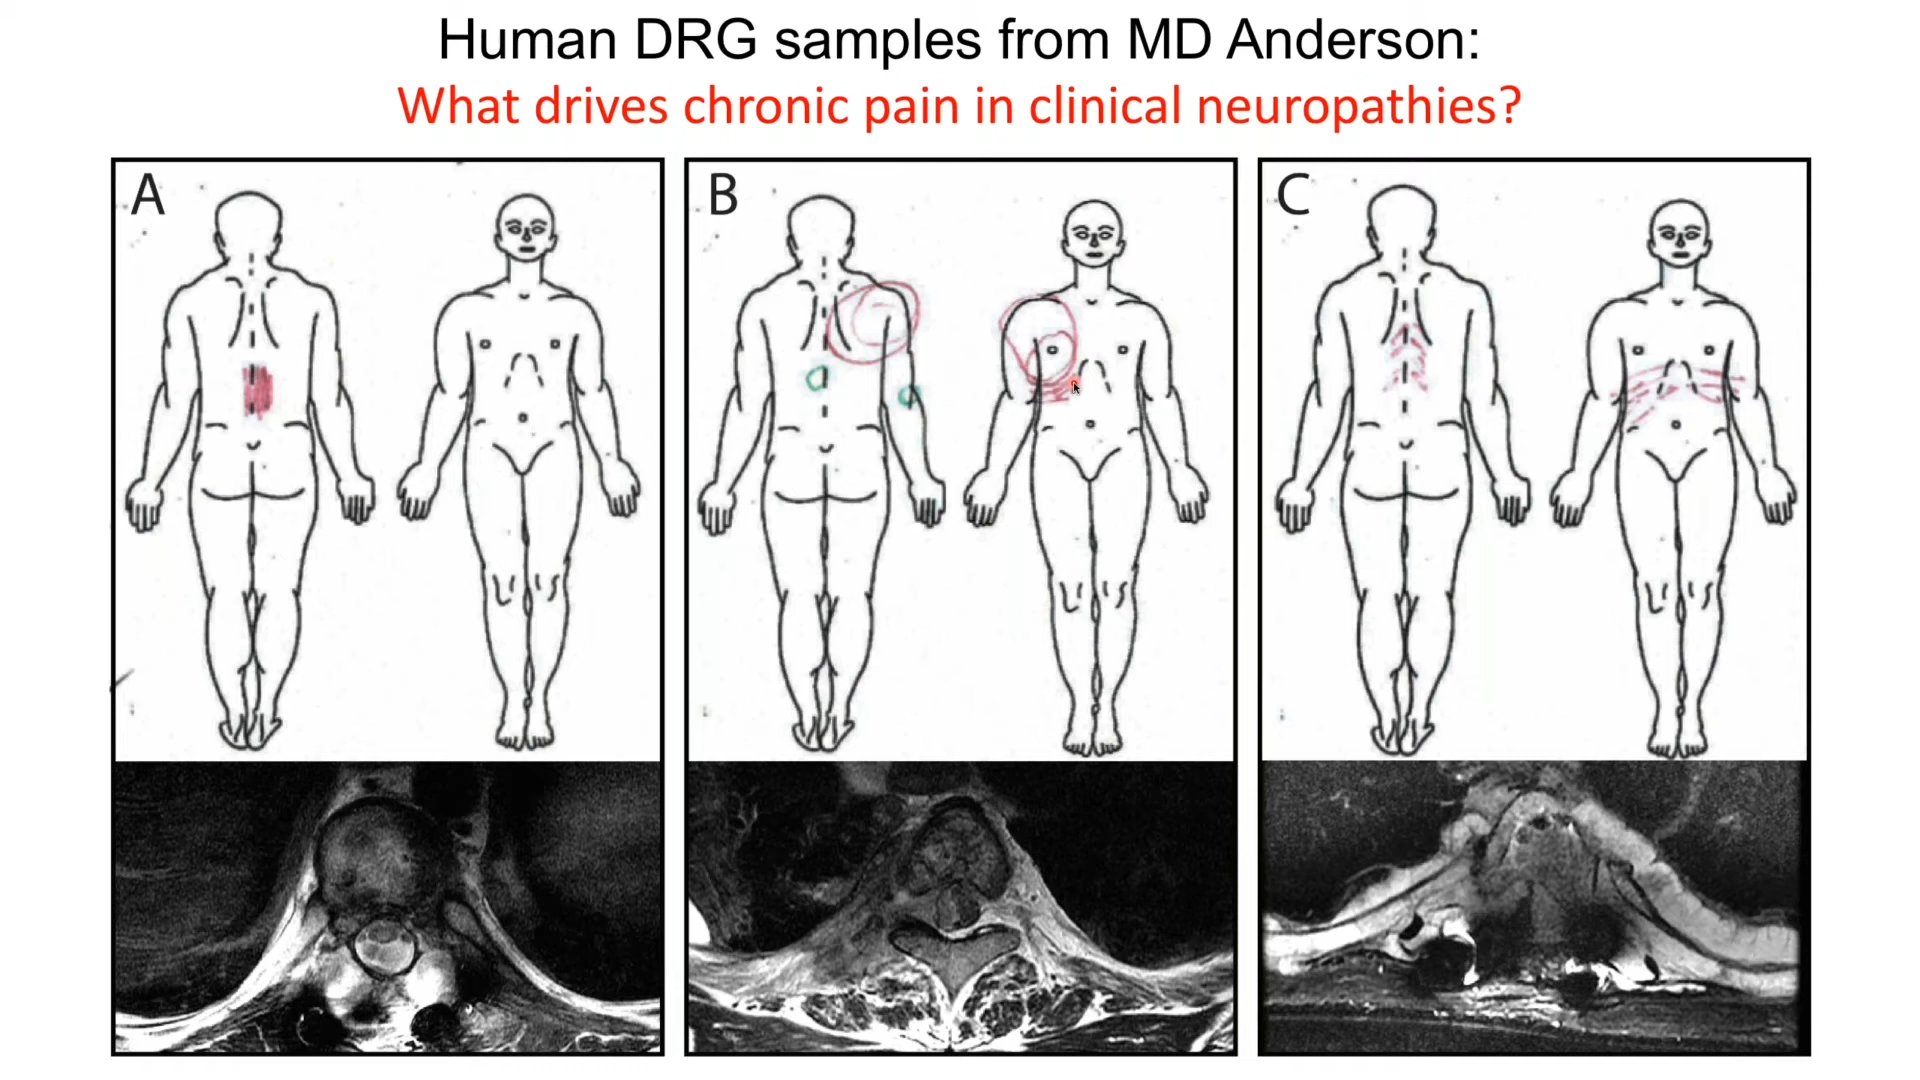 Human DRG samples from MD Anderson:
What drives chronic pain in clinical neuropathies?
A
B
C